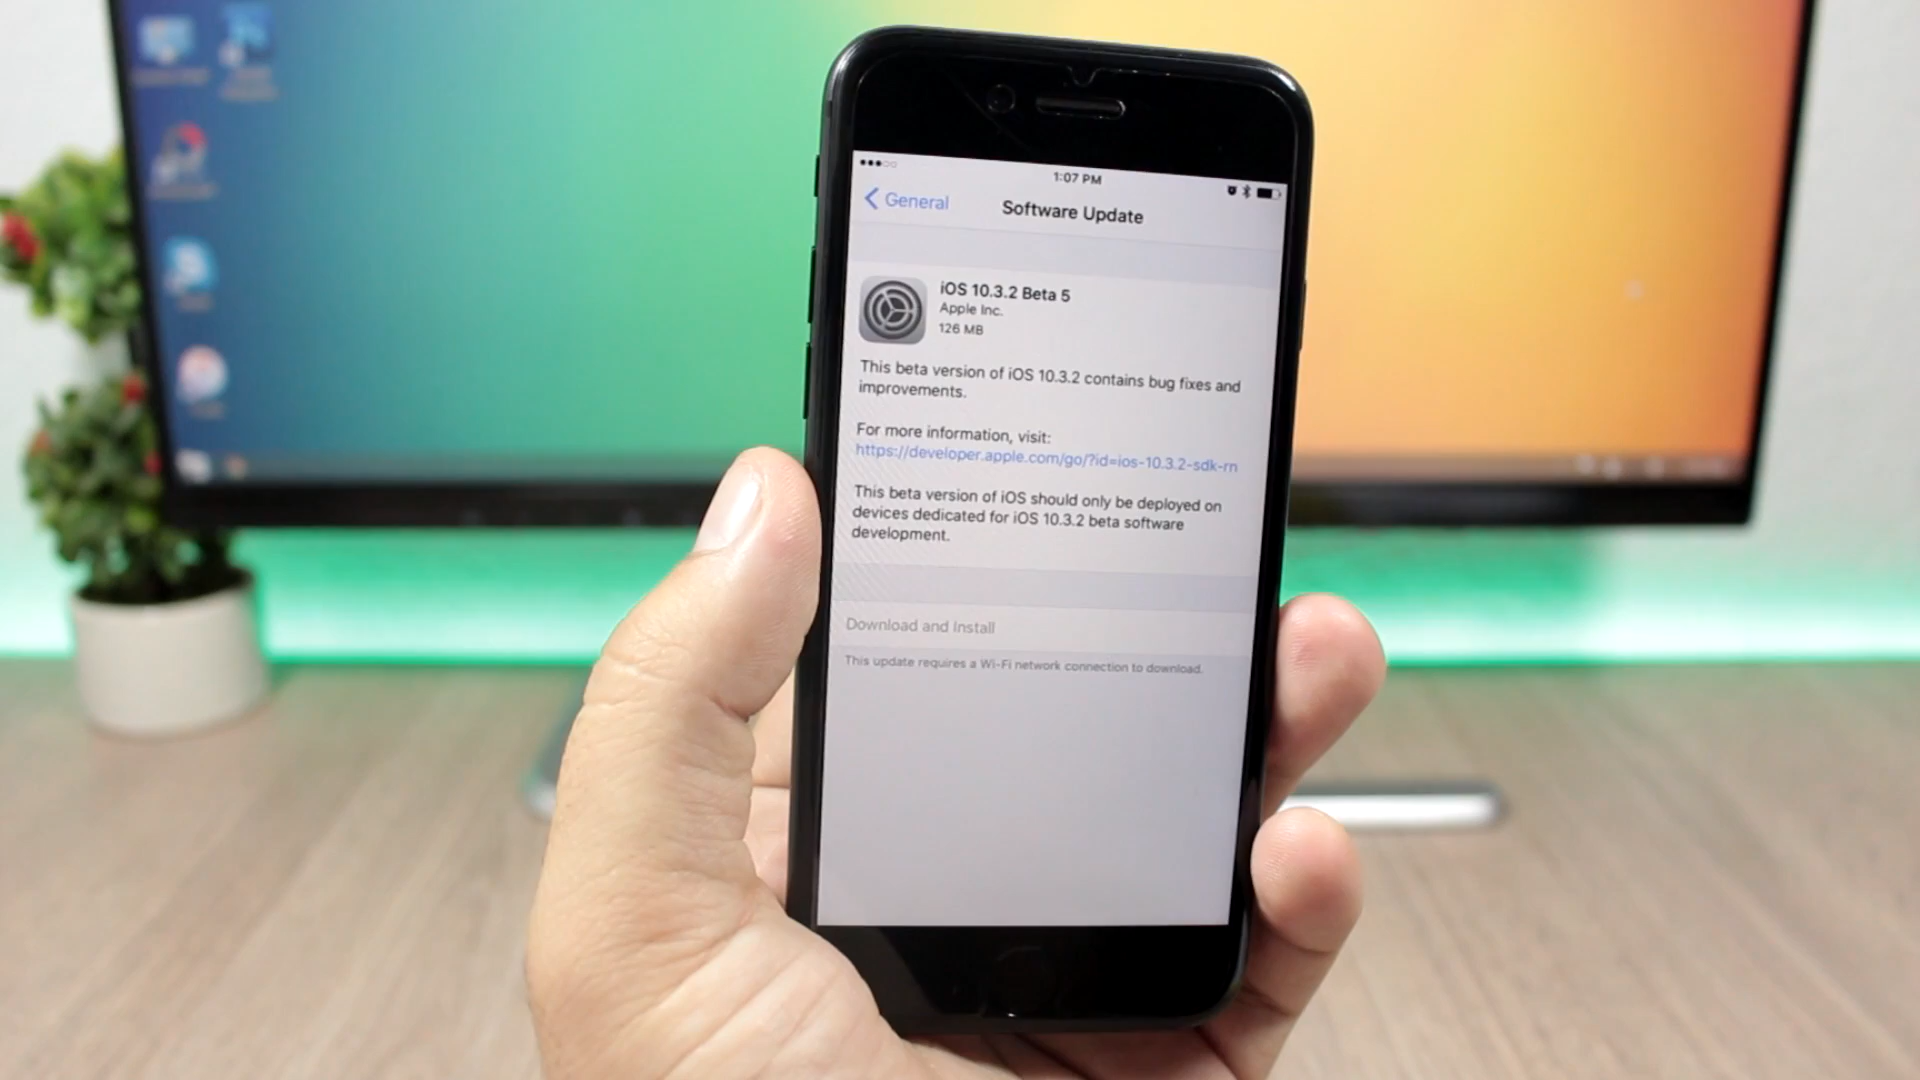 1:07 PM
General
Software Update
iOS 10.3.2 Beta 5
Apple Inc.
126 MB
This beta version of iOS 10.3.2 contains bug fixes and
improvements.
For more information, visit:
https://developer.apple.com/go/?id=ios-10.3.2-sdk-rn
This beta version of iOS should only be deployed on
devices dedicated for iOS 10.3.2 beta software
development.
Download and Install
This update requires a Wi-Fi network connection to download.